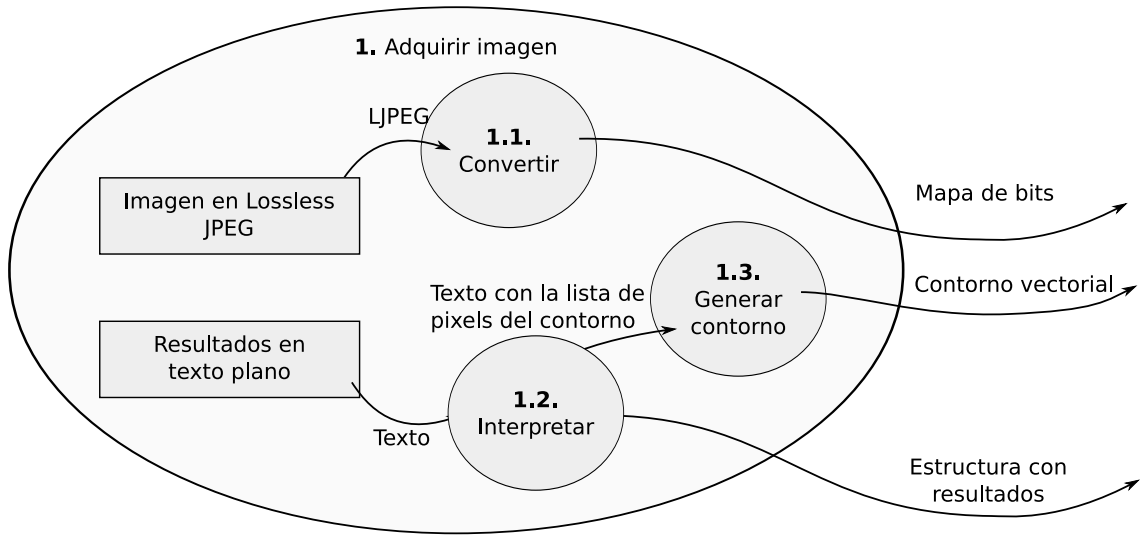 1. Adquirir imagen
LJPEG
1.1.
Convertir
Imagen en Lossless
JPEG
Mapa de bits
1.3.
Generar
contorno
Contorno vectorial
Texto con la lista de
pixels del contorno
Resultados en
texto plano
1.2.
Interpretar
Texto
Estructura con
resultados